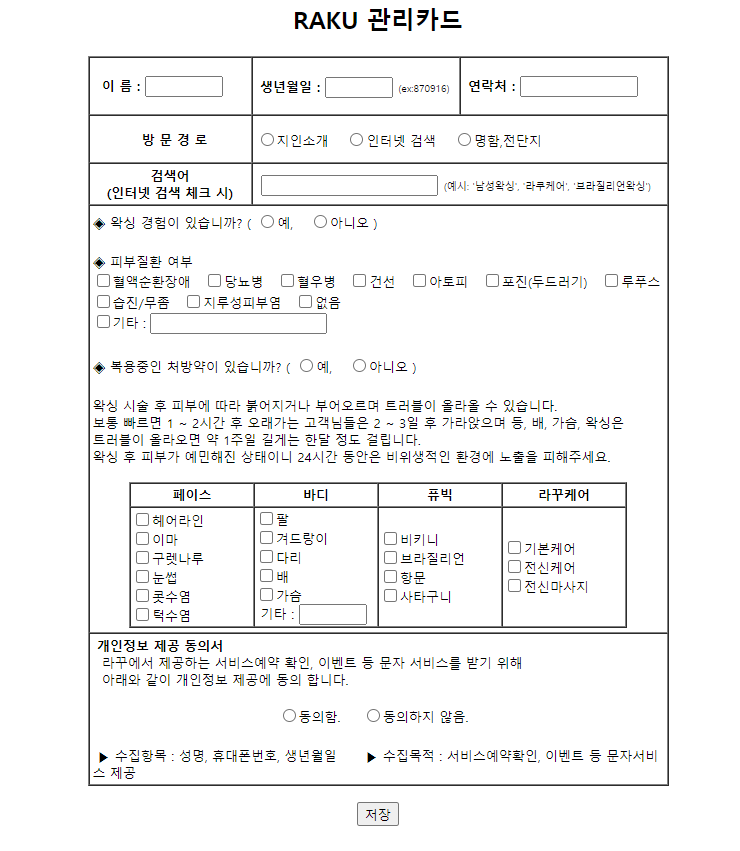 RAKU 관리카드
이 름 : 생년월일 : (ex:870916) 연락처 :
방 문 경 로 지인소개 인터넷 검색 명함,전단지
검색어
(인터넷 검색 체크 시) (예시: '남성왁싱', '라쿠케어', '브라질리언왁싱')
◈ 왁싱 경험이 있습니까? ( 예, 아니오 )
◈ 피부질환 여부
혈액순환장애 당뇨병 혈우병 건선 아토피 포진(두드러기) 루푸스
습진/무좀 지루성피부염 없음
기타 :
◈ 복용중인 처방약이 있습니까? ( 예, 아니오 )
왁싱 시술 후 피부에 따라 붉어지거나 부어오르며 트러블이 올라올 수 있습니다.
보통 빠르면 1 ~ 2시간 후 오래가는 고객님들은 2 ~ 3일 후 가라앉으며 등, 배, 가슴, 왁싱은
트러블이 올라오면 약 1주일 길게는 한달 정도 걸립니다.
왁싱 후 피부가 예민해진 상태이니 24시간 동안은 비위생적인 환경에 노출을 피해주세요.
페이스 바디 퓨빅 라꾸케어
헤어라인
이마
구렛나루
눈썹
콧수염
턱수염
팔
겨드랑이
다리
배
가슴
기타 :
비키니
브라질리언
항문
사타구니
기본케어
전신케어
전신마사지
개인정보 제공 동의서
라꾸에서 제공하는 서비스예약 확인, 이벤트 등 문자 서비스를 받기 위해
아래와 같이 개인정보 제공에 동의 합니다.
동의함. 동의하지 않음.
▶ 수집항목 : 성명, 휴대폰번호, 생년월일 ▶ 수집목적 : 서비스예약확인, 이벤트 등 문자서비
스 제공
저장